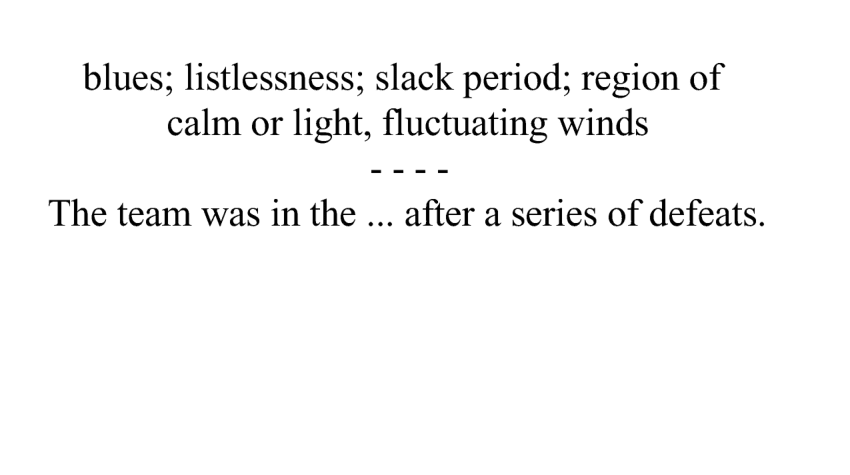 blues; listlessness; slack period; region of
calm or light, fluctuating winds
- - - -
The team was in the ... after a series of defeats.